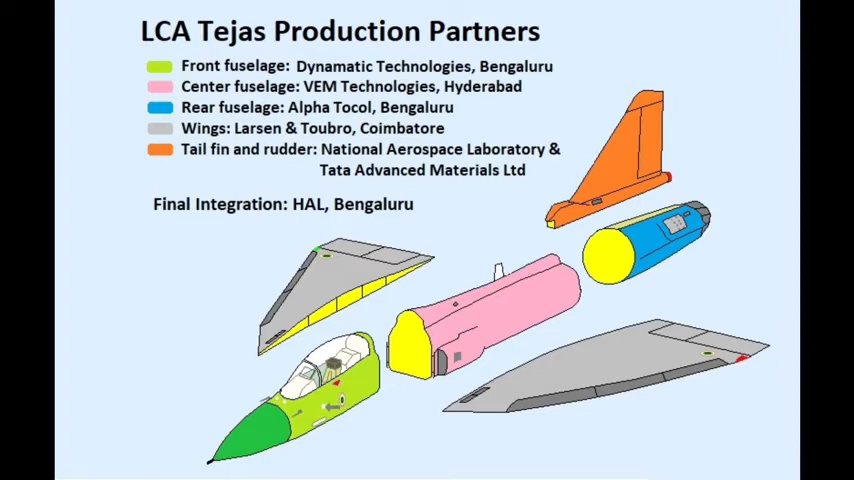 LCA Tejas Production Partners
Front fuselage: Dynamatic Technologies, Bengaluru
Center fuselage: VEM Technologies, Hyderabad
Rear fuselage: Alpha Tocol, Bengaluru
Wings: Larsen & Toubro, Coimbatore
Tail fin and rudder: National Aerospace Laboratory &
Tata Advanced Materials Ltd
Final Integration: HAL, Bengaluru